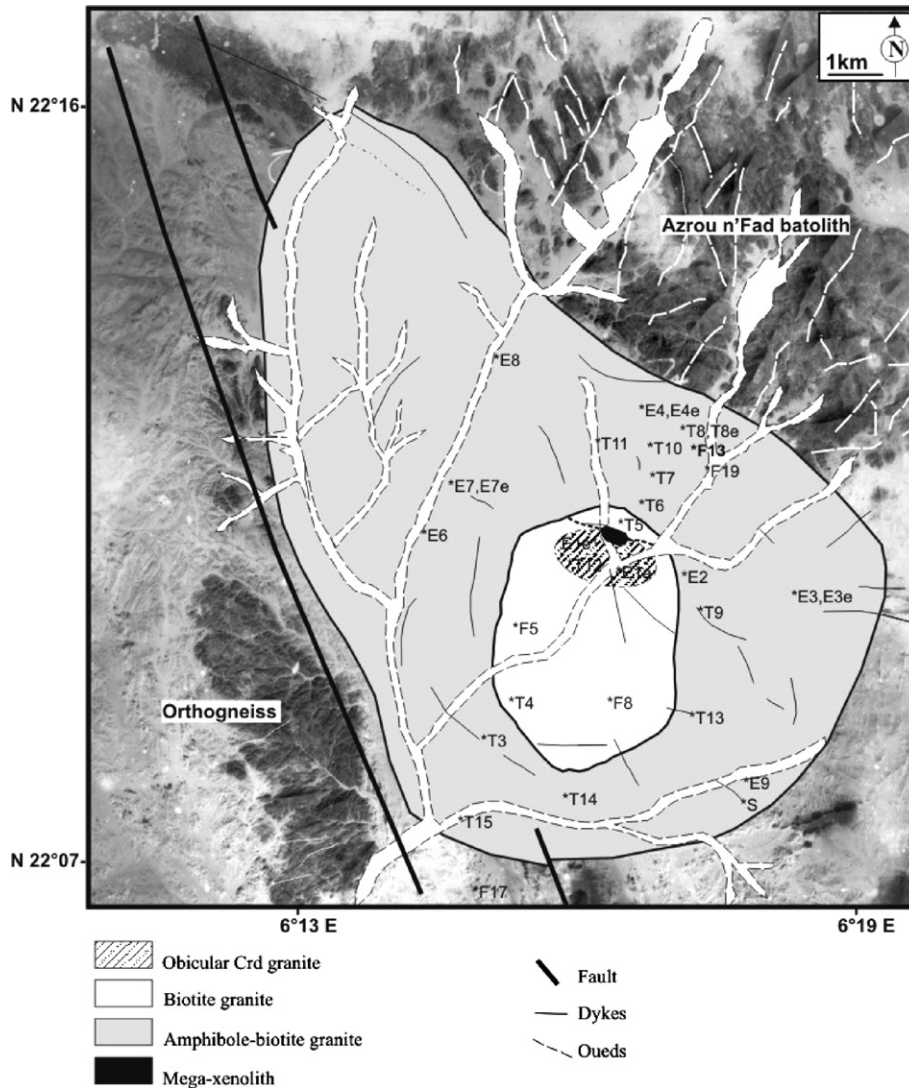 N
1km
N 22°16
Azrou n'Fad batolith
*E8
*E4,E4e
*T8, T8e
*T11
*T10
*F13
*F19
*T7
*E7,E7e
*T6
*T5
*E6
*E2
*E3,E3e
*T9
*F5
*T4
*F8
Orthogneiss
*T13
*T3
*E9
*T14
*S
*T15
N 22°07
*F17
6°13
6°19 E
Obicular Crd granite
Fault
Biotite granite
Dykes
Amphibole-biotite granite
Oueds
Mega-xenolith